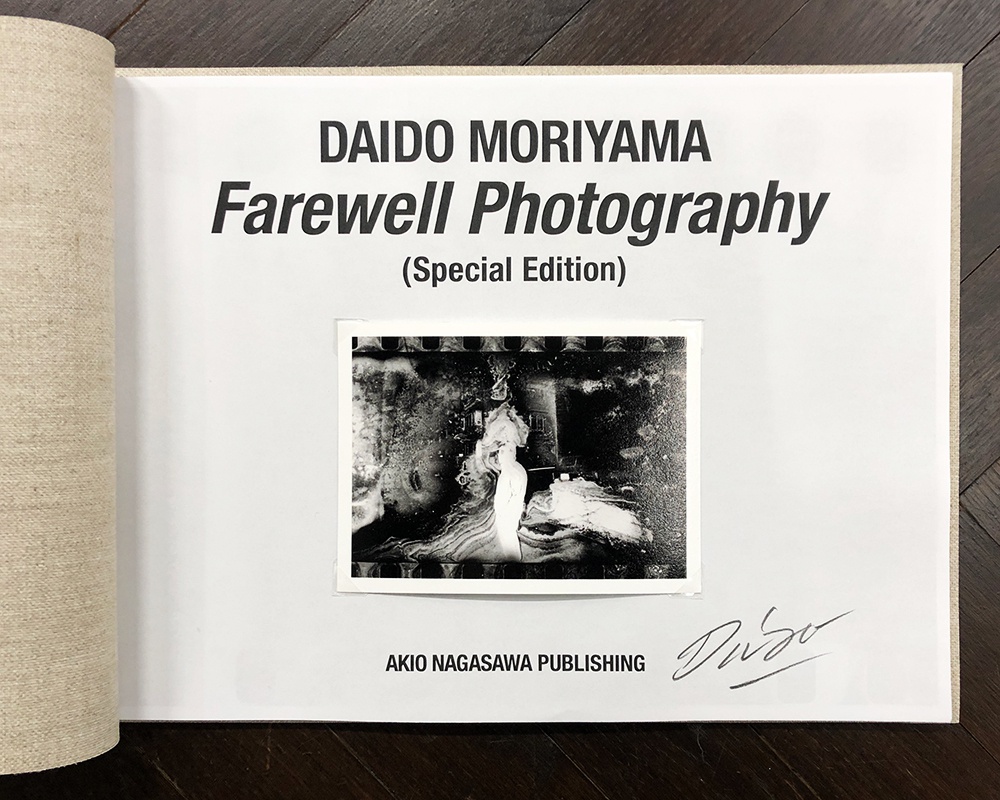 DAIDO MORIYAMA
Farewell Photography
(Special Edition)
AKIO NAGASAWA PUBLISHING
Daido